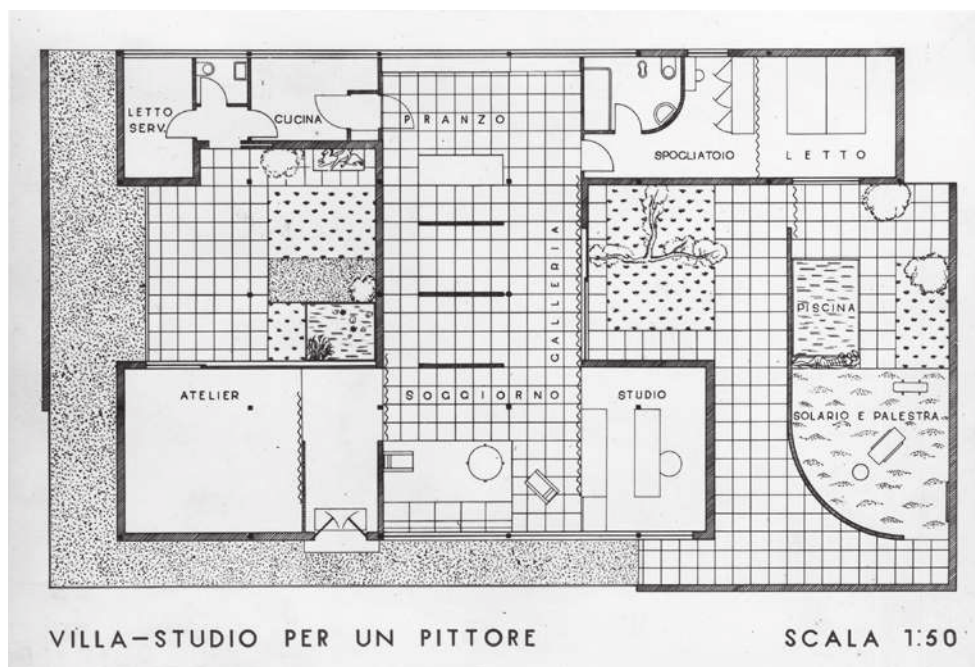 LETTO
SERV.
CUCINA
PRANZO
SPOGLIATOIO
LETTO
GALLERIA
PISCINA
ATELIER
SOGGIORNO
STUDIO
SOLARIO E PALESTRA
VILLA-STUDIO PER UN PITTORE
SCALA 1:50